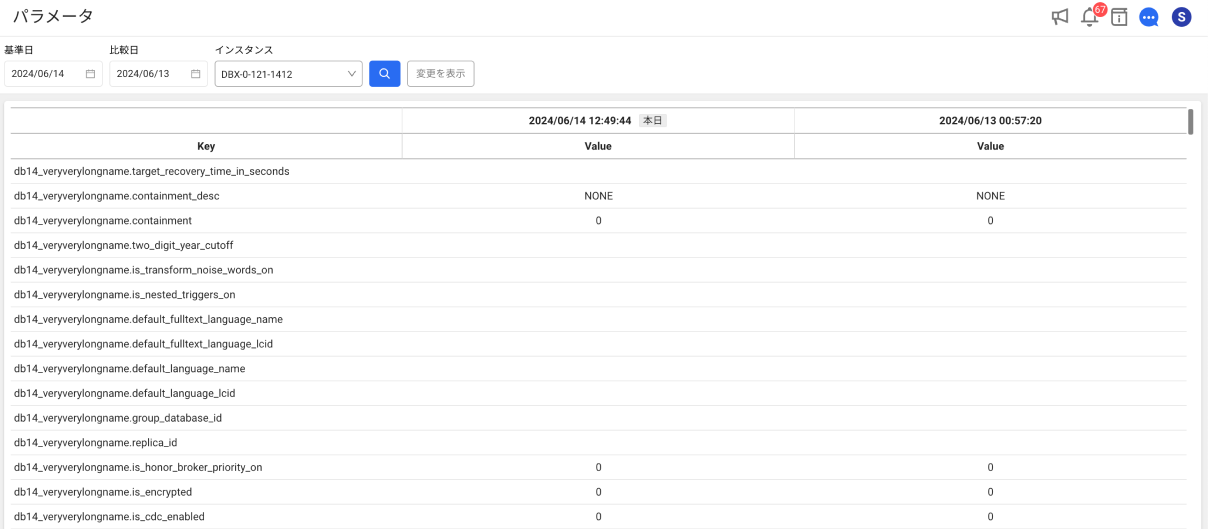 パラメータ
67
S
基準日 比較日 インスタンス
2024/06/14 2024/06/13 DBX-0-121-1412 変更を表示
2024/06/14 12:49:44 本日 2024/06/13 00:57:20
Key Value Value
db14_veryverylongname.target_recovery_time_in_seconds
db14_veryverylongname.containment_desc NONE NONE
db14_veryverylongname.containment 0 0
db14_veryverylongname.two_digit_year_cutoff
db14_veryverylongname.is_transform_noise_words_on
db14_veryverylongname.is_nested_triggers_on
db14_veryverylongname.default_fulltext_language_name
db14_veryverylongname.default_fulltext_language_lcid
db14_veryverylongname.default_language_name
db14_veryverylongname.default_language_lcid
db14_veryverylongname.group_database_id
db14_veryverylongname.replica_id
db14_veryverylongname.is_honor_broker_priority_on 0 0
db14_veryverylongname.is_encrypted 0 0
db14_veryverylongname.is_cdc_enabled 0 0